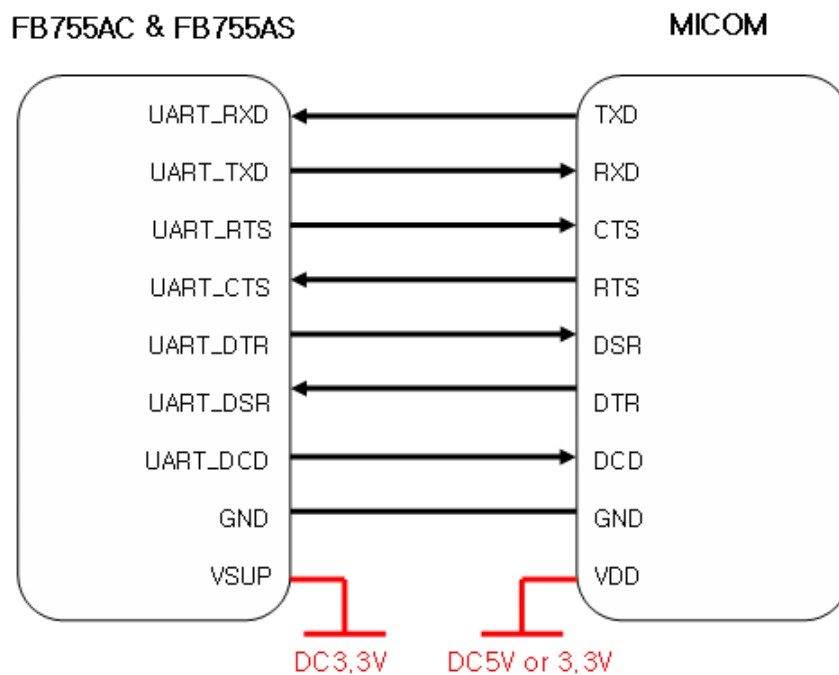 FB755AC & FB755AS
MICOM
UART_RXD TXD
UART_TXD RXD
UART_RTS CTS
UART_CTS RTS
UART_DTR DSR
UART_DSR DTR
UART_DCD DCD
GND GND
VSUP VDD
DC3,3V DC5V or 3,3V